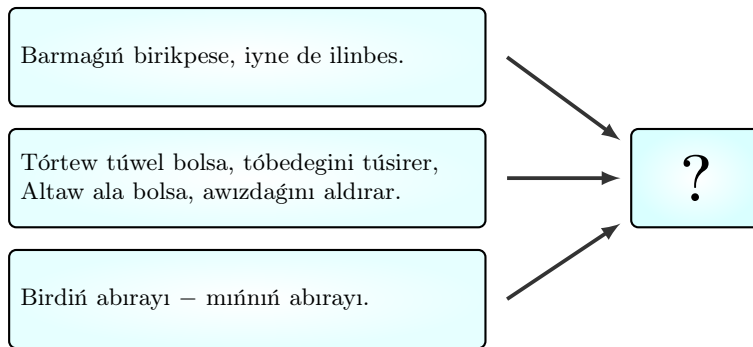 Barmaǵıń birikpese, iyne de ilinbes.
Tórtew túwel bolsa, tóbedegini túsirer,
Altaw ala bolsa, awızdaǵını aldırar.
Birdiń abırayı – mıńnıń abırayı.
?